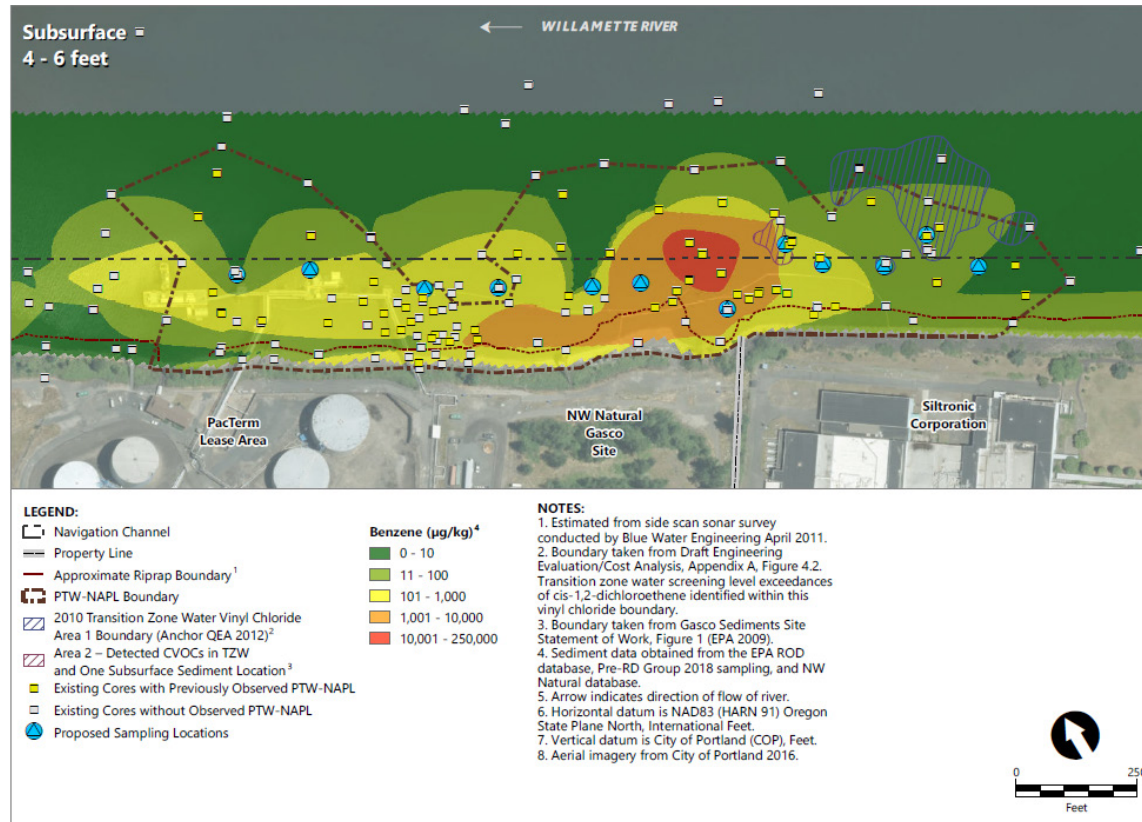 Subsurface
4 - 6 feet
WILLAMETTE RIVER
PacTerm
Lease Area
NW Natural
Gasco
Site
Siltronic
Corporation
LEGEND:
Navigation Channel
Property Line
Approximate Riprap Boundary¹
PTW-NAPL Boundary
2010 Transition Zone Water Vinyl Chloride
Area 1 Boundary (Anchor QEA 2012)²
Area 2 – Detected CVOCs in TZW
and One Subsurface Sediment Location³
Existing Cores with Previously Observed PTW-NAPL
Existing Cores without Observed PTW-NAPL
Proposed Sampling Locations
Benzene (µg/kg)⁴
0 - 10
11 - 100
101 - 1,000
1,001 - 10,000
10,001 - 250,000
NOTES:
1. Estimated from side scan sonar survey
conducted by Blue Water Engineering April 2011.
2. Boundary taken from Draft Engineering
Evaluation/Cost Analysis, Appendix A, Figure 4.2.
Transition zone water screening level exceedances
of cis-1,2-dichloroethene identified within this
vinyl chloride boundary.
3. Boundary taken from Gasco Sediments Site
Statement of Work, Figure 1 (EPA 2009).
4. Sediment data obtained from the EPA ROD
database, Pre-RD Group 2018 sampling, and NW
Natural database.
5. Arrow indicates direction of flow of river.
6. Horizontal datum is NAD83 (HARN 91) Oregon
State Plane North, International Feet.
7. Vertical datum is City of Portland (COP), Feet.
8. Aerial imagery from City of Portland 2016.
0 250
Feet